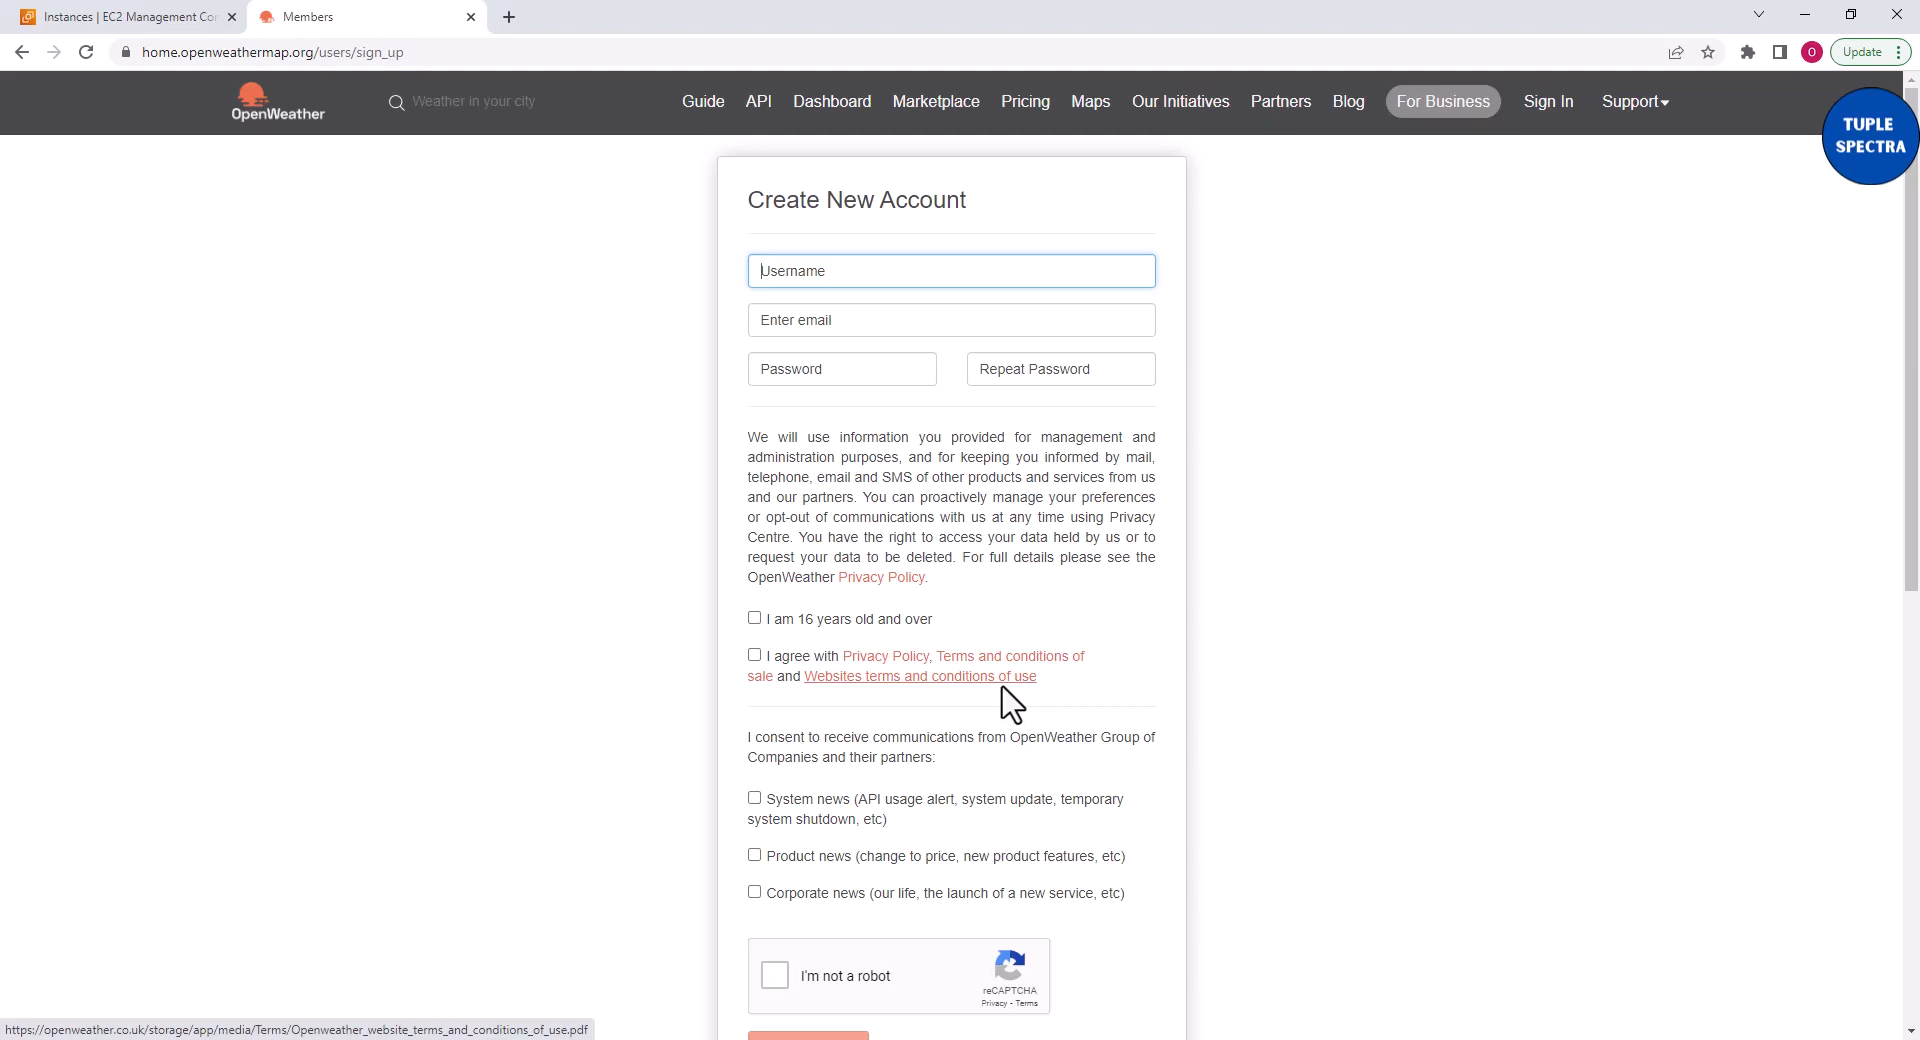 Instances | EC2 Management Con
Members
home.openweathermap.org/users/sign_up
O
Update
OpenWeather
Weather in your city
Guide
API
Dashboard
Marketplace
Pricing
Maps
Our Initiatives
Partners
Blog
For Business
Sign In
Support
TUPLE
SPECTRA
Create New Account
Username
Enter email
Password
Repeat Password
We will use information you provided for management and
administration purposes, and for keeping you informed by mail,
telephone, email and SMS of other products and services from us
and our partners. You can proactively manage your preferences
or opt-out of communications with us at any time using Privacy
Centre. You have the right to access your data held by us or to
request your data to be deleted. For full details please see the
OpenWeather Privacy Policy.
I am 16 years old and over
I agree with Privacy Policy, Terms and conditions of
sale and Websites terms and conditions of use
I consent to receive communications from OpenWeather Group of
Companies and their partners:
System news (API usage alert, system update, temporary
system shutdown, etc)
Product news (change to price, new product features, etc)
Corporate news (our life, the launch of a new service, etc)
I'm not a robot
reCAPTCHA
Privacy - Terms
https://openweather.co.uk/storage/app/media/Terms/Openweather_website_terms_and_conditions_of_use.pdf